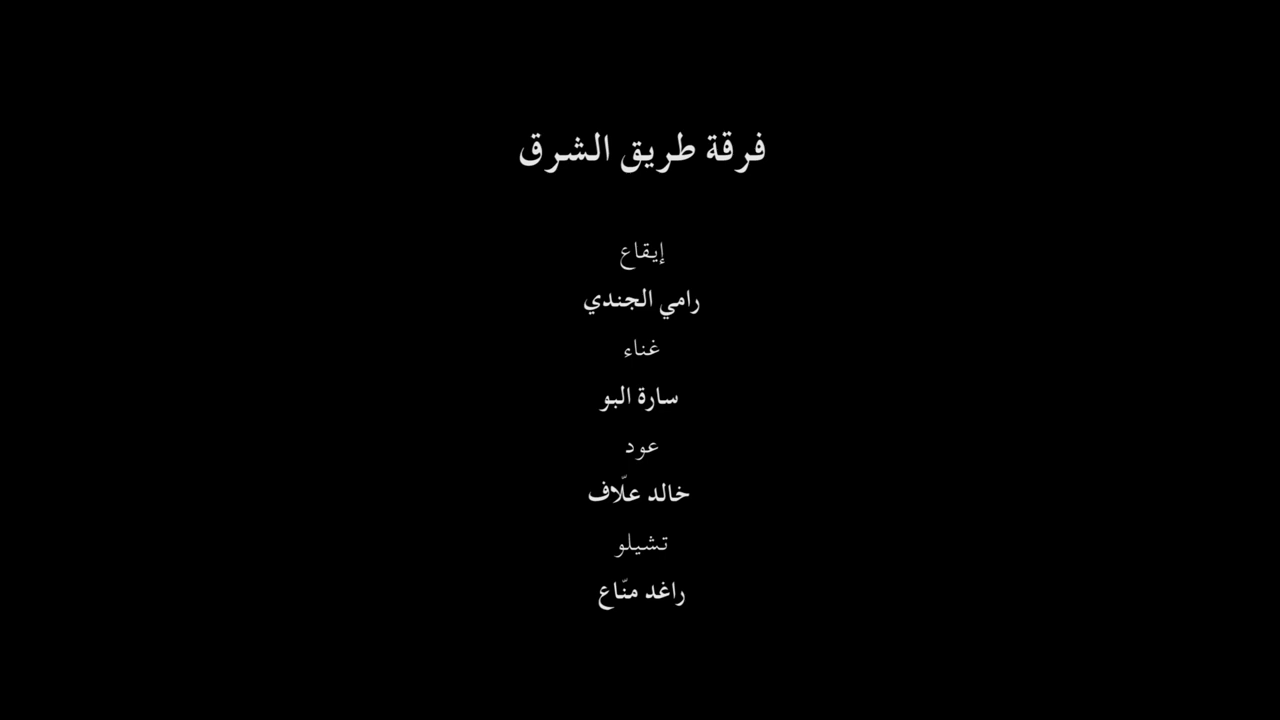 فرقة طريق الشرق
إيقاع
رامي الجندي
غناء
سارة البو
عود
خالد علّاف
تشيلو
راغد منّاع